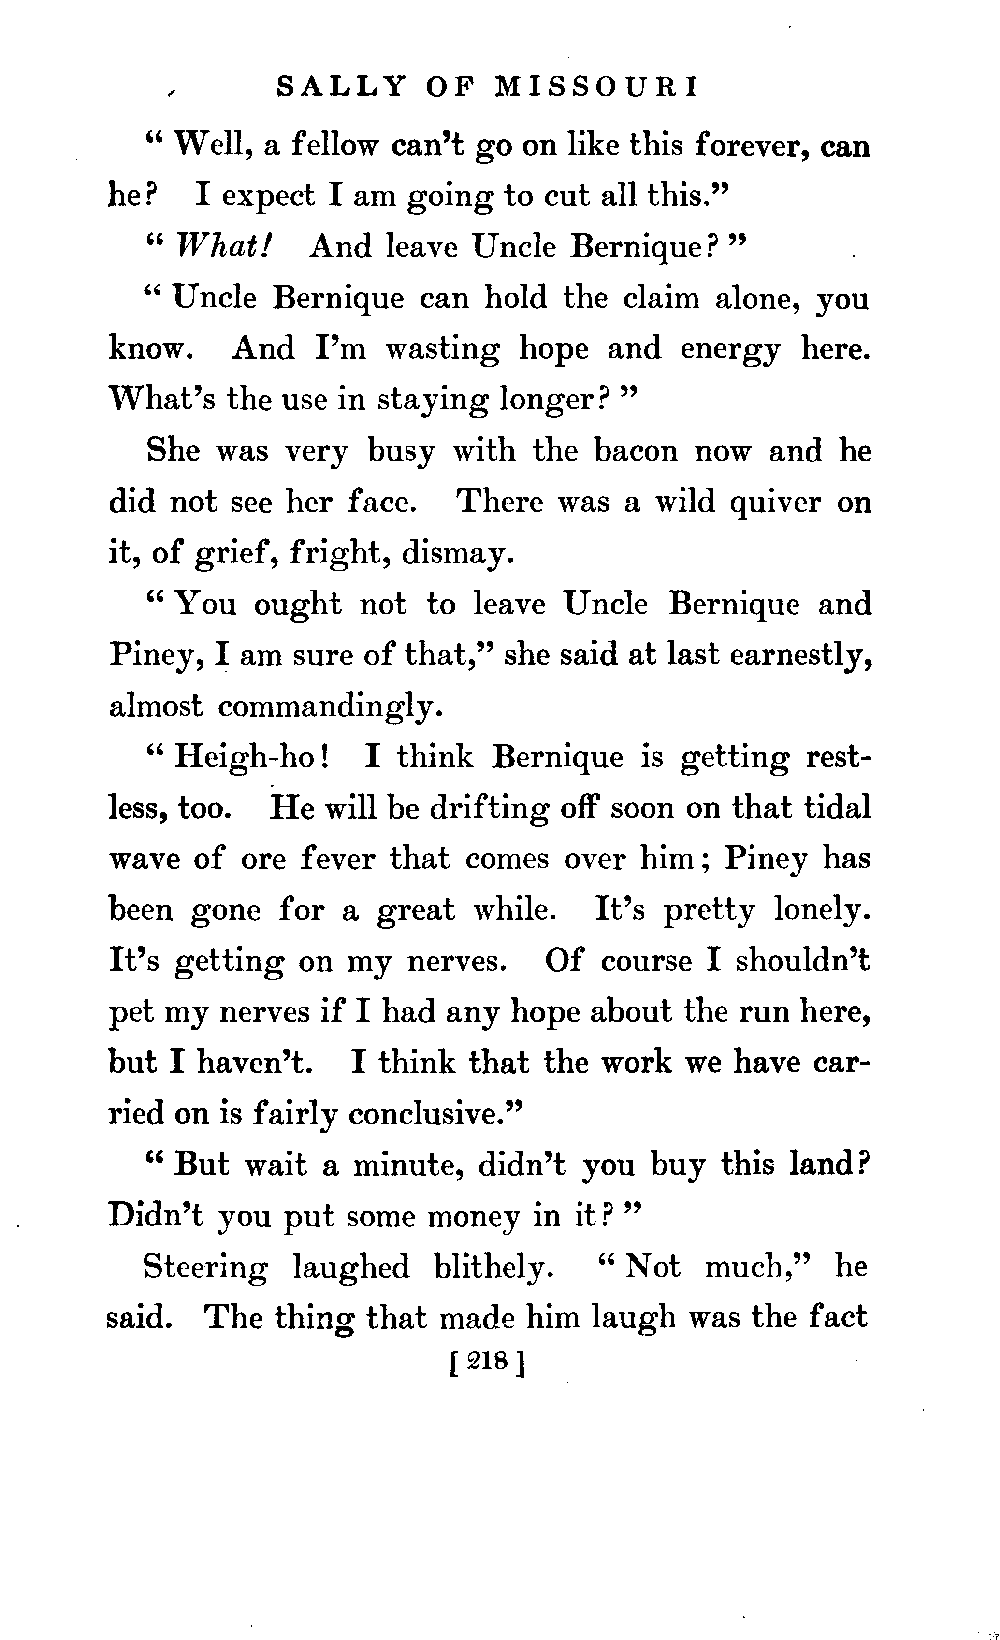 SALLY OF MISSOURI
“ Well, a fellow can’t go on like this forever, can
he? I expect I am going to cut all this.”
“ What! And leave Uncle Bernique? ”
“ Uncle Bernique can hold the claim alone, you
know. And I’m wasting hope and energy here.
What’s the use in staying longer? ”
She was very busy with the bacon now and he
did not see her face. There was a wild quiver on
it, of grief, fright, dismay.
“ You ought not to leave Uncle Bernique and
Piney, I am sure of that,” she said at last earnestly,
almost commandingly.
“ Heigh-ho! I think Bernique is getting rest-
less, too. He will be drifting off soon on that tidal
wave of ore fever that comes over him; Piney has
been gone for a great while. It’s pretty lonely.
It’s getting on my nerves. Of course I shouldn’t
pet my nerves if I had any hope about the run here,
but I haven’t. I think that the work we have car-
ried on is fairly conclusive.”
“ But wait a minute, didn’t you buy this land?
Didn’t you put some money in it? ”
Steering laughed blithely. “ Not much,” he
said. The thing that made him laugh was the fact
[ 218 ]